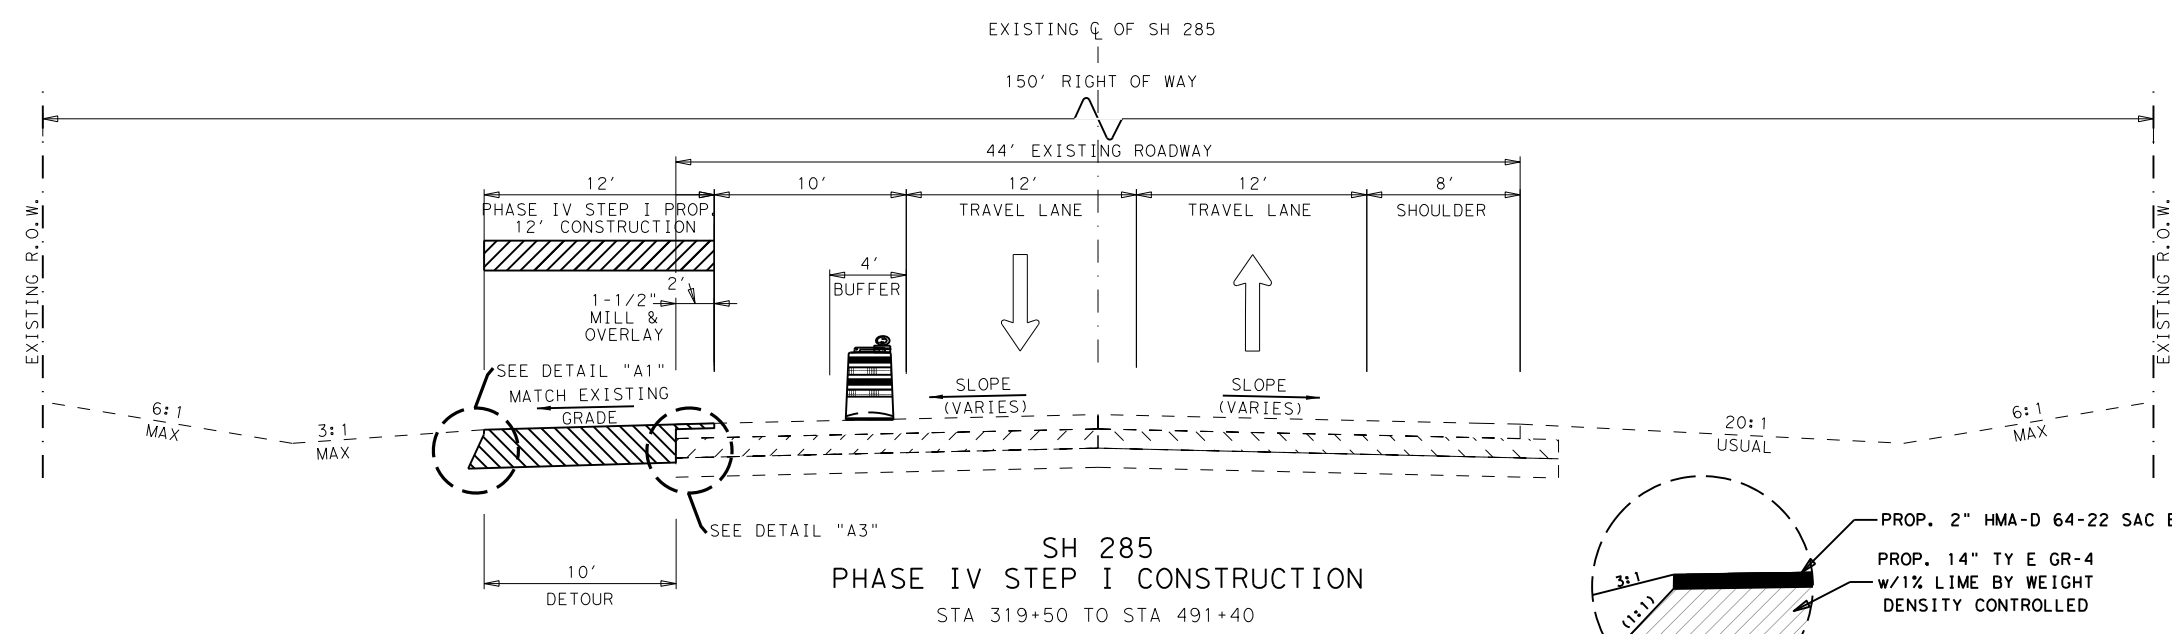 EXISTING ℄ OF SH 285
150' RIGHT OF WAY
44' EXISTING ROADWAY
12'
10'
12'
12'
8'
PHASE IV STEP I PROP.
12' CONSTRUCTION
TRAVEL LANE
TRAVEL LANE
SHOULDER
EXISTING R.O.W.
EXISTING R.O.W.
4'
BUFFER
2'
1-1/2"
MILL &
OVERLAY
SEE DETAIL "A1"
MATCH EXISTING
GRADE
SLOPE
(VARIES)
SLOPE
(VARIES)
6:1
MAX
3:1
MAX
20:1
USUAL
6:1
MAX
SEE DETAIL "A3"
10'
DETOUR
SH 285
PHASE IV STEP I CONSTRUCTION
STA 319+50 TO STA 491+40
PROP. 2" HMA-D 64-22 SAC
PROP. 14" TY E GR-4
w/1% LIME BY WEIGHT
DENSITY CONTROLLED
3:1
(1:1)